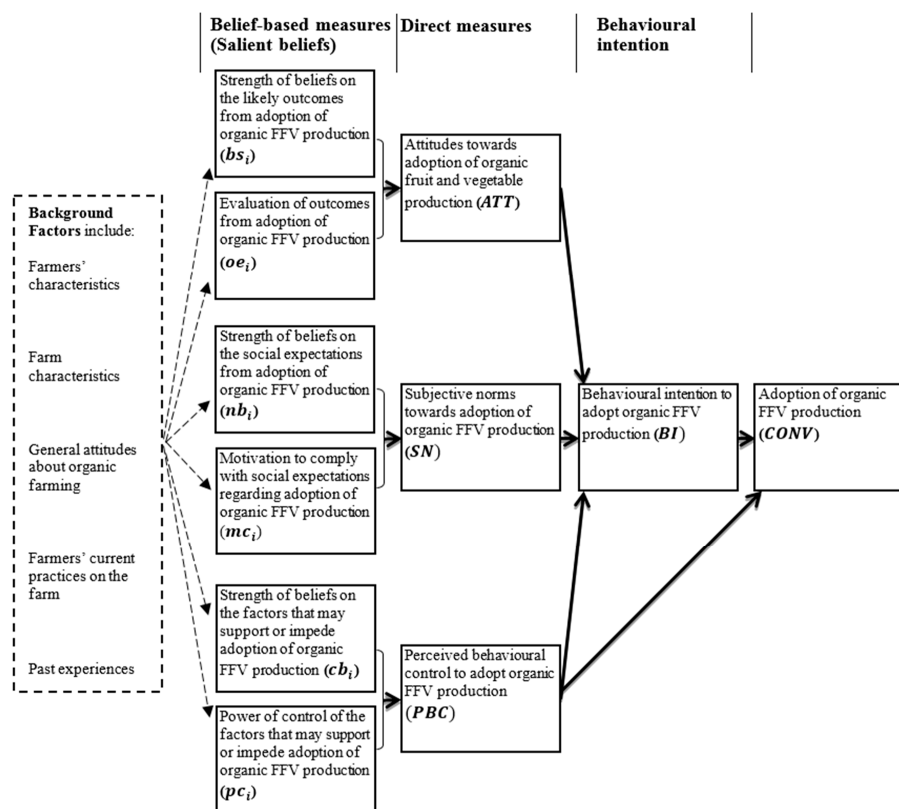 Belief-based measures
(Salient beliefs)
Direct measures
Behavioural
intention
Background
Factors include:
Farmers’
characteristics
Farm
characteristics
General attitudes
about organic
farming
Farmers’ current
practices on the
farm
Past experiences
Strength of beliefs on
the likely outcomes
from adoption of
organic FFV production
(bsᵢ)
Evaluation of outcomes
from adoption of
organic FFV production
(oeᵢ)
Strength of beliefs on
the social expectations
from adoption of
organic FFV production
(nbᵢ)
Motivation to comply
with social expectations
regarding adoption of
organic FFV production
(mcᵢ)
Strength of beliefs on
the factors that may
support or impede
adoption of organic
FFV production (cbᵢ)
Power of control of the
factors that may support
or impede adoption of
organic FFV production
(pcᵢ)
Attitudes towards
adoption of organic
fruit and vegetable
production (ATT)
Subjective norms
towards adoption of
organic FFV production
(SN)
Perceived behavioural
control to adopt organic
FFV production
(PBC)
Behavioural intention to
adopt organic FFV
production (BI)
Adoption of organic
FFV production
(CONV)